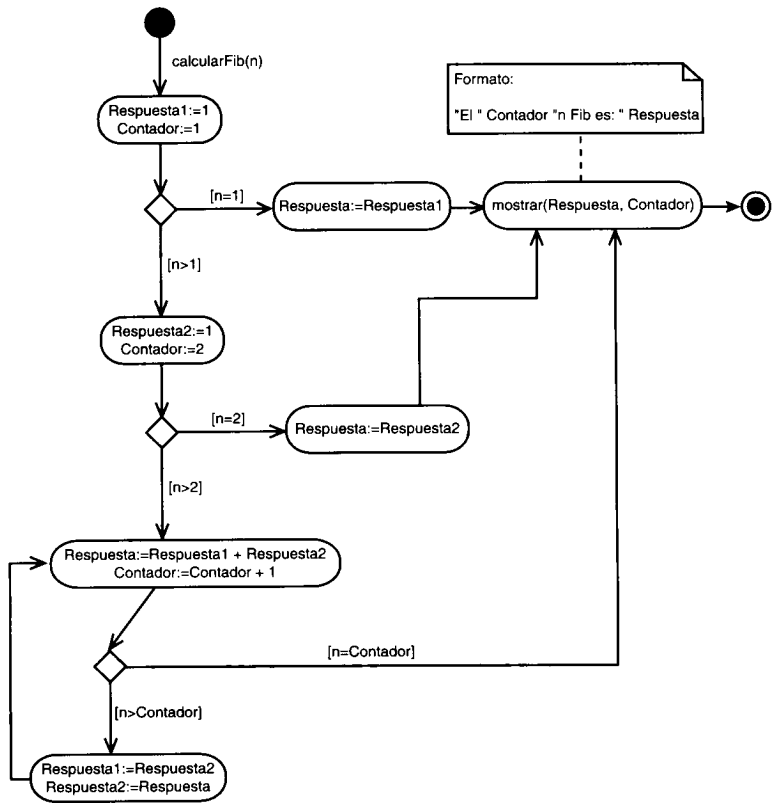 calcularFib(n)
Formato:
"El " Contador "n Fib es: " Respuesta
Respuesta1:=1
Contador:=1
[n=1]
Respuesta:=Respuesta1
mostrar(Respuesta, Contador)
[n>1]
Respuesta2:=1
Contador:=2
[n=2]
Respuesta:=Respuesta2
[n>2]
Respuesta:=Respuesta1 + Respuesta2
Contador:=Contador + 1
[n=Contador]
[n>Contador]
Respuesta1:=Respuesta2
Respuesta2:=Respuesta